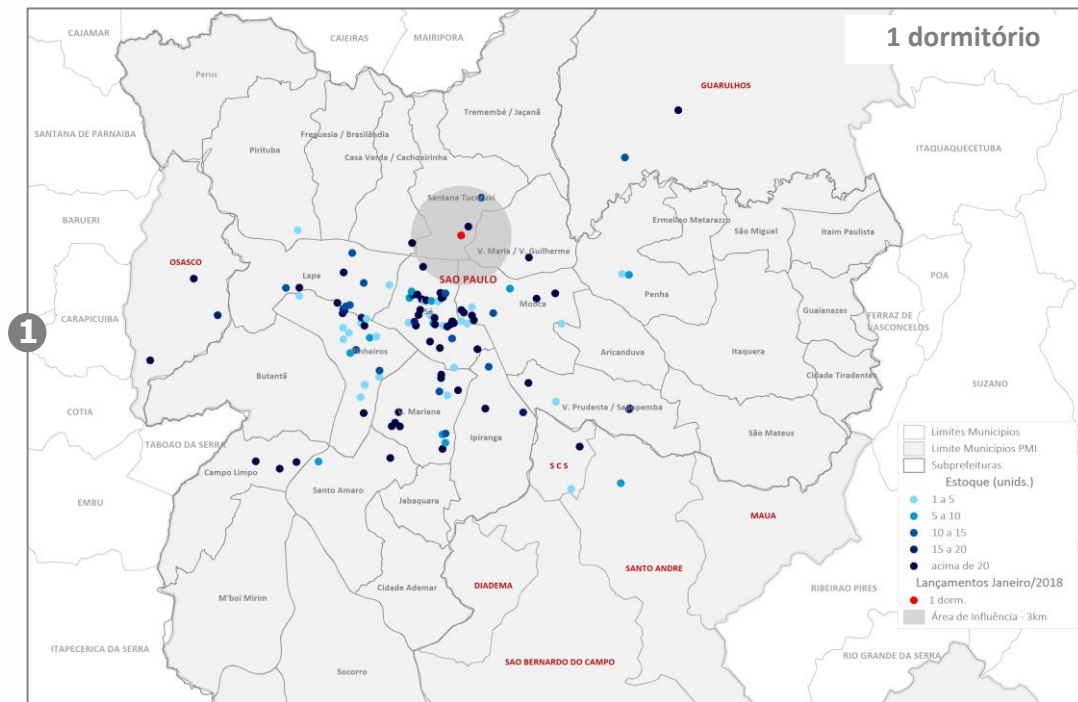 1 dormitório
CAJAMAR
CAIEIRAS
MAIRIPORA
Perus
GUARULHOS
Tremembé / Jaçanã
SANTANA DE PARNAIBA
Freguesia / Brasilândia
Pirituba
Casa Verde / Cachoeirinha
ITAQUAQUECETUBA
Santana Tucuruvi
BARUERI
Ermelino Matarazzo
São Miguel
Itaim Paulista
V. Maria / V. Guilherme
OSASCO
Lapa
SAO PAULO
POA
Penha
Mooca
Sé
Guaianazes
FERRAZ DE
VASCONCELOS
CARAPICUIBA
1
Pinheiros
Aricanduva
Itaquera
Butantã
Cidade Tiradentes
SUZANO
COTIA
V. Mariana
V. Prudente / Sapopemba
São Mateus
TABOAO DA SERRA
Ipiranga
Campo Limpo
S C S
Santo Amaro
Jabaquara
EMBU
MAUA
Limites Municípios
Limite Municípios PMI
Subprefeituras
Estoque (unids.)
1 a 5
5 a 10
10 a 15
15 a 20
acima de 20
Lançamentos Janeiro/2018
1 dorm.
Área de Influência - 3km
SANTO ANDRE
DIADEMA
Cidade Ademar
M'boi Mirim
RIBEIRAO PIRES
ITAPECERICA DA SERRA
RIO GRANDE DA SERRA
SAO BERNARDO DO CAMPO
Socorro